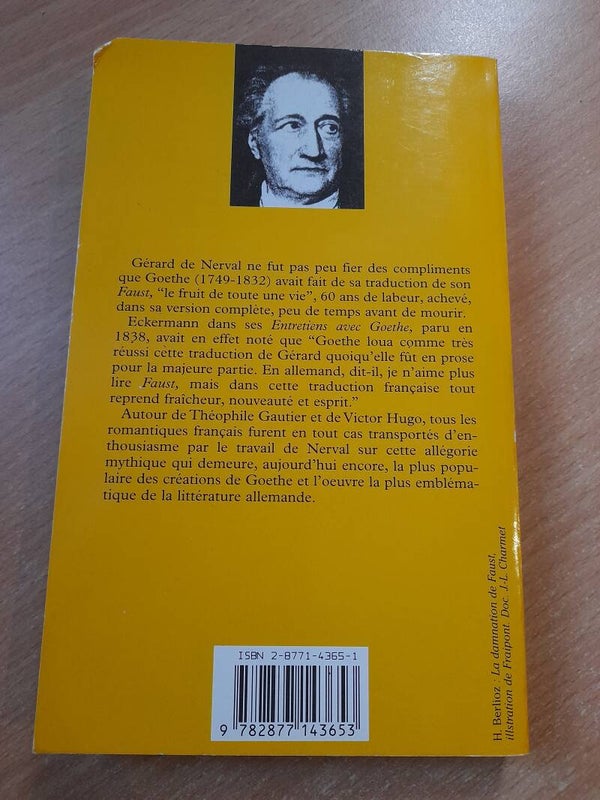 Gérard de Nerval ne fut pas peu fier des compliments
que Goethe (1749-1832) avait fait de sa traduction de son
Faust, “le fruit de toute une vie”, 60 ans de labeur, achevé,
dans sa version complète, peu de temps avant de mourir.
Eckermann dans ses Entretiens avec Goethe, paru en
1838, avait en effet noté que “Goethe loua comme très
réussi cette traduction de Gérard quoiqu'elle fût en prose
pour la majeure partie. En allemand, dit-il, je n'aime plus
lire Faust, mais dans cette traduction française tout
reprend fraîcheur, nouveauté et esprit.”
Autour de Théophile Gautier et de Victor Hugo, tous les
romantiques français furent en tout cas transportés d'en-
thousiasme par le travail de Nerval sur cette allégorie
mythique qui demeure, aujourd'hui encore, la plus popu-
laire des créations de Goethe et l'oeuvre la plus embléma-
tique de la littérature allemande.
H. Berlioz : La damnation de Faust,
illstration de Fraipont. Doc. J.-L. Charmet
ISBN 2-8771-4365-1
9 782877 143653